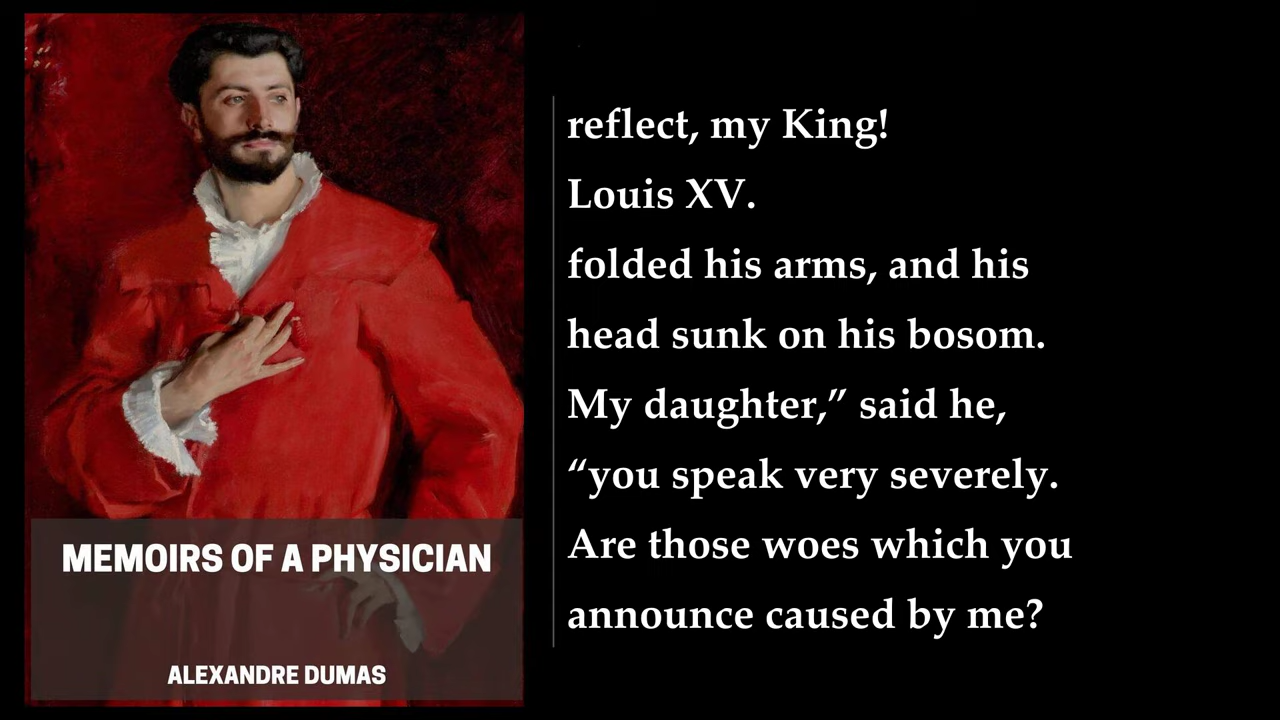 MEMOIRS OF A PHYSICIAN
ALEXANDRE DUMAS
reflect, my King!
Louis XV.
folded his arms, and his
head sunk on his bosom.
My daughter,” said he,
“you speak very severely.
Are those woes which you
announce caused by me?